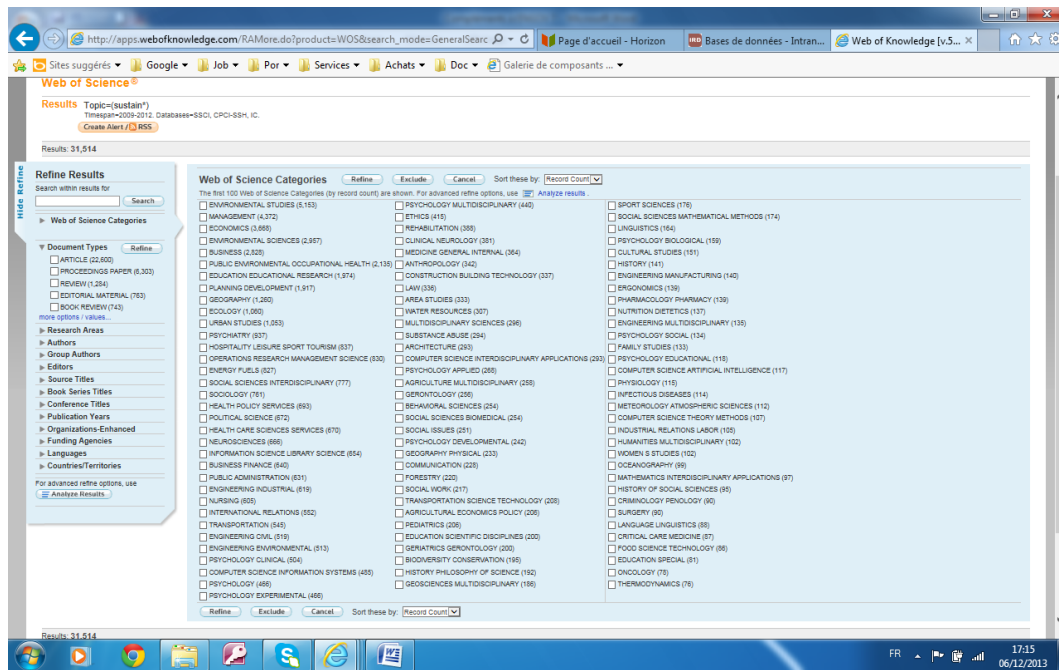 http://apps.webofknowledge.com/RAMore.do?product=WOS&search_mode=GeneralSearc
Page d'accueil - Horizon
Bases de données - Intran...
Web of Knowledge [v.5...
Sites suggérés
Google
Job
Por
Services
Achats
Doc
Galerie de composants ...
Web of Science®
Results Topic=(sustain*)
Timespan=2009-2012. Databases=SSCI, CPCI-SSH, IC.
Create Alert / RSS
Results: 31,514
Hide Refine
Refine Results
Search within results for
Search
Web of Science Categories
Document Types Refine
ARTICLE (22,600)
PROCEEDINGS PAPER (6,303)
REVIEW (1,284)
EDITORIAL MATERIAL (763)
BOOK REVIEW (743)
more options / values...
Research Areas
Authors
Group Authors
Editors
Source Titles
Book Series Titles
Conference Titles
Publication Years
Organizations-Enhanced
Funding Agencies
Languages
Countries/Territories
For advanced refine options, use
Analyze Results
Web of Science Categories Refine Exclude Cancel Sort these by: Record Count
The first 100 Web of Science Categories (by record count) are shown. For advanced refine options, use Analyze results .
ENVIRONMENTAL STUDIES (5,153)
MANAGEMENT (4,372)
ECONOMICS (3,668)
ENVIRONMENTAL SCIENCES (2,957)
BUSINESS (2,828)
PUBLIC ENVIRONMENTAL OCCUPATIONAL HEALTH (2,135)
EDUCATION EDUCATIONAL RESEARCH (1,974)
PLANNING DEVELOPMENT (1,917)
GEOGRAPHY (1,260)
ECOLOGY (1,060)
URBAN STUDIES (1,053)
PSYCHIATRY (937)
HOSPITALITY LEISURE SPORT TOURISM (837)
OPERATIONS RESEARCH MANAGEMENT SCIENCE (830)
ENERGY FUELS (827)
SOCIAL SCIENCES INTERDISCIPLINARY (777)
SOCIOLOGY (761)
HEALTH POLICY SERVICES (693)
POLITICAL SCIENCE (672)
HEALTH CARE SCIENCES SERVICES (670)
NEUROSCIENCES (666)
INFORMATION SCIENCE LIBRARY SCIENCE (654)
BUSINESS FINANCE (640)
PUBLIC ADMINISTRATION (631)
ENGINEERING INDUSTRIAL (619)
NURSING (605)
INTERNATIONAL RELATIONS (552)
TRANSPORTATION (545)
ENGINEERING CIVIL (519)
ENGINEERING ENVIRONMENTAL (513)
PSYCHOLOGY CLINICAL (504)
COMPUTER SCIENCE INFORMATION SYSTEMS (485)
PSYCHOLOGY (466)
PSYCHOLOGY EXPERIMENTAL (466)
PSYCHOLOGY MULTIDISCIPLINARY (440)
ETHICS (415)
REHABILITATION (388)
CLINICAL NEUROLOGY (381)
MEDICINE GENERAL INTERNAL (364)
ANTHROPOLOGY (342)
CONSTRUCTION BUILDING TECHNOLOGY (337)
LAW (336)
AREA STUDIES (333)
WATER RESOURCES (307)
MULTIDISCIPLINARY SCIENCES (296)
SUBSTANCE ABUSE (294)
ARCHITECTURE (293)
COMPUTER SCIENCE INTERDISCIPLINARY APPLICATIONS (293)
PSYCHOLOGY APPLIED (268)
AGRICULTURE MULTIDISCIPLINARY (258)
GERONTOLOGY (256)
BEHAVIORAL SCIENCES (254)
SOCIAL SCIENCES BIOMEDICAL (254)
SOCIAL ISSUES (251)
PSYCHOLOGY DEVELOPMENTAL (242)
GEOGRAPHY PHYSICAL (233)
COMMUNICATION (228)
FORESTRY (220)
SOCIAL WORK (217)
TRANSPORTATION SCIENCE TECHNOLOGY (208)
AGRICULTURAL ECONOMICS POLICY (206)
PEDIATRICS (206)
EDUCATION SCIENTIFIC DISCIPLINES (200)
GERIATRICS GERONTOLOGY (200)
BIODIVERSITY CONSERVATION (195)
HISTORY PHILOSOPHY OF SCIENCE (192)
GEOSCIENCES MULTIDISCIPLINARY (186)
SPORT SCIENCES (176)
SOCIAL SCIENCES MATHEMATICAL METHODS (174)
LINGUISTICS (164)
PSYCHOLOGY BIOLOGICAL (159)
CULTURAL STUDIES (151)
HISTORY (141)
ENGINEERING MANUFACTURING (140)
ERGONOMICS (139)
PHARMACOLOGY PHARMACY (139)
NUTRITION DIETETICS (137)
ENGINEERING MULTIDISCIPLINARY (135)
PSYCHOLOGY SOCIAL (134)
FAMILY STUDIES (133)
PSYCHOLOGY EDUCATIONAL (118)
COMPUTER SCIENCE ARTIFICIAL INTELLIGENCE (117)
PHYSIOLOGY (115)
INFECTIOUS DISEASES (114)
METEOROLOGY ATMOSPHERIC SCIENCES (112)
COMPUTER SCIENCE THEORY METHODS (107)
INDUSTRIAL RELATIONS LABOR (105)
HUMANITIES MULTIDISCIPLINARY (102)
WOMEN S STUDIES (102)
OCEANOGRAPHY (99)
MATHEMATICS INTERDISCIPLINARY APPLICATIONS (97)
HISTORY OF SOCIAL SCIENCES (95)
CRIMINOLOGY PENOLOGY (90)
SURGERY (90)
LANGUAGE LINGUISTICS (88)
CRITICAL CARE MEDICINE (87)
FOOD SCIENCE TECHNOLOGY (86)
EDUCATION SPECIAL (81)
ONCOLOGY (78)
THERMODYNAMICS (76)
Refine Exclude Cancel Sort these by: Record Count
Results: 31,514
FR
17:15
06/12/2013